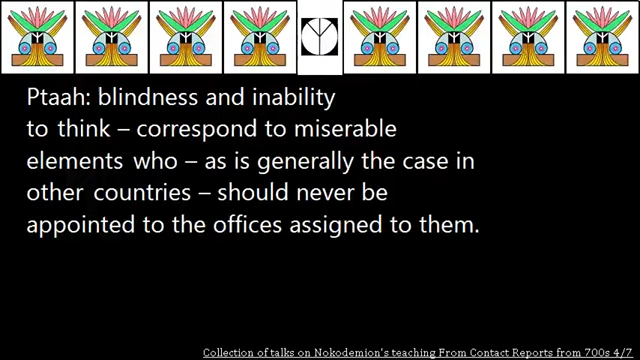 Ptaah: blindness and inability
to think – correspond to miserable
elements who – as is generally the case in
other countries – should never be
appointed to the offices assigned to them.
Collection of talks on Nokodemion's teaching From Contact Reports from 700s 4/7